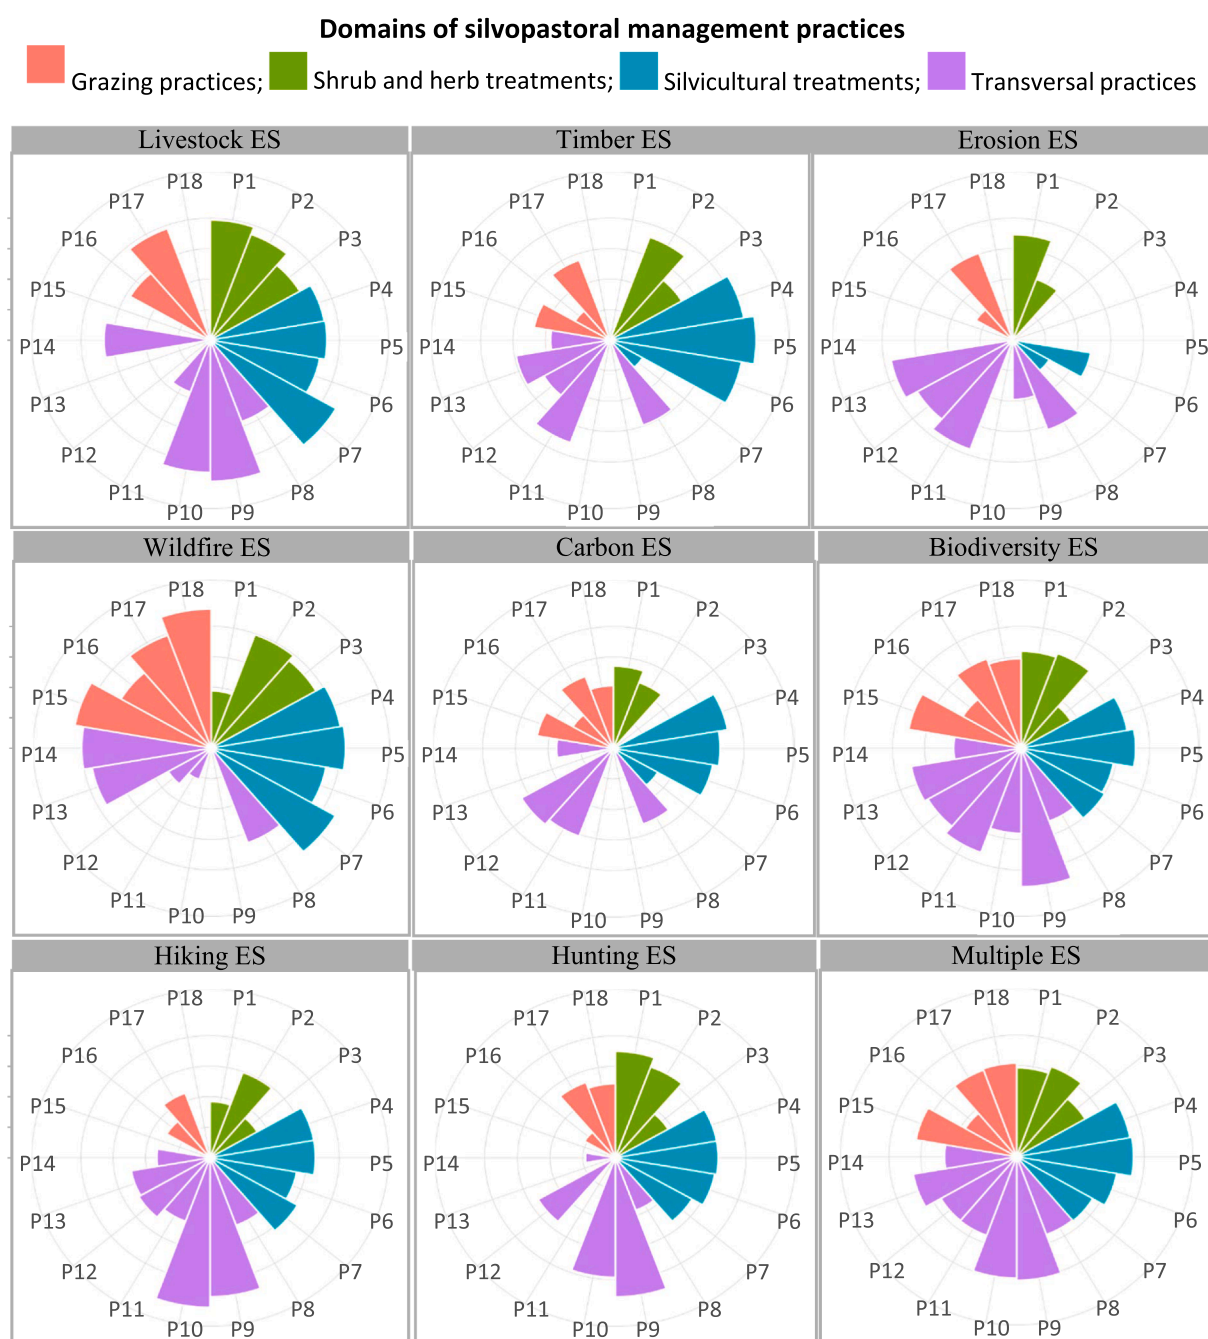 Domains of silvopastoral management practices
Grazing practices; Shrub and herb treatments; Silvicultural treatments; Transversal practices
Livestock ES
P18 P1
P17 P2
P16 P3
P15 P4
P14 P5
P13 P6
P12 P7
P11 P8
P10 P9
Timber ES
P18 P1
P17 P2
P16 P3
P15 P4
P14 P5
P13 P6
P12 P7
P11 P8
P10 P9
Erosion ES
P18 P1
P17 P2
P16 P3
P15 P4
P14 P5
P13 P6
P12 P7
P11 P8
P10 P9
Wildfire ES
P18 P1
P17 P2
P16 P3
P15 P4
P14 P5
P13 P6
P12 P7
P11 P8
P10 P9
Carbon ES
P18 P1
P17 P2
P16 P3
P15 P4
P14 P5
P13 P6
P12 P7
P11 P8
P10 P9
Biodiversity ES
P18 P1
P17 P2
P16 P3
P15 P4
P14 P5
P13 P6
P12 P7
P11 P8
P10 P9
Hiking ES
P18 P1
P17 P2
P16 P3
P15 P4
P14 P5
P13 P6
P12 P7
P11 P8
P10 P9
Hunting ES
P18 P1
P17 P2
P16 P3
P15 P4
P14 P5
P13 P6
P12 P7
P11 P8
P10 P9
Multiple ES
P18 P1
P17 P2
P16 P3
P15 P4
P14 P5
P13 P6
P12 P7
P11 P8
P10 P9